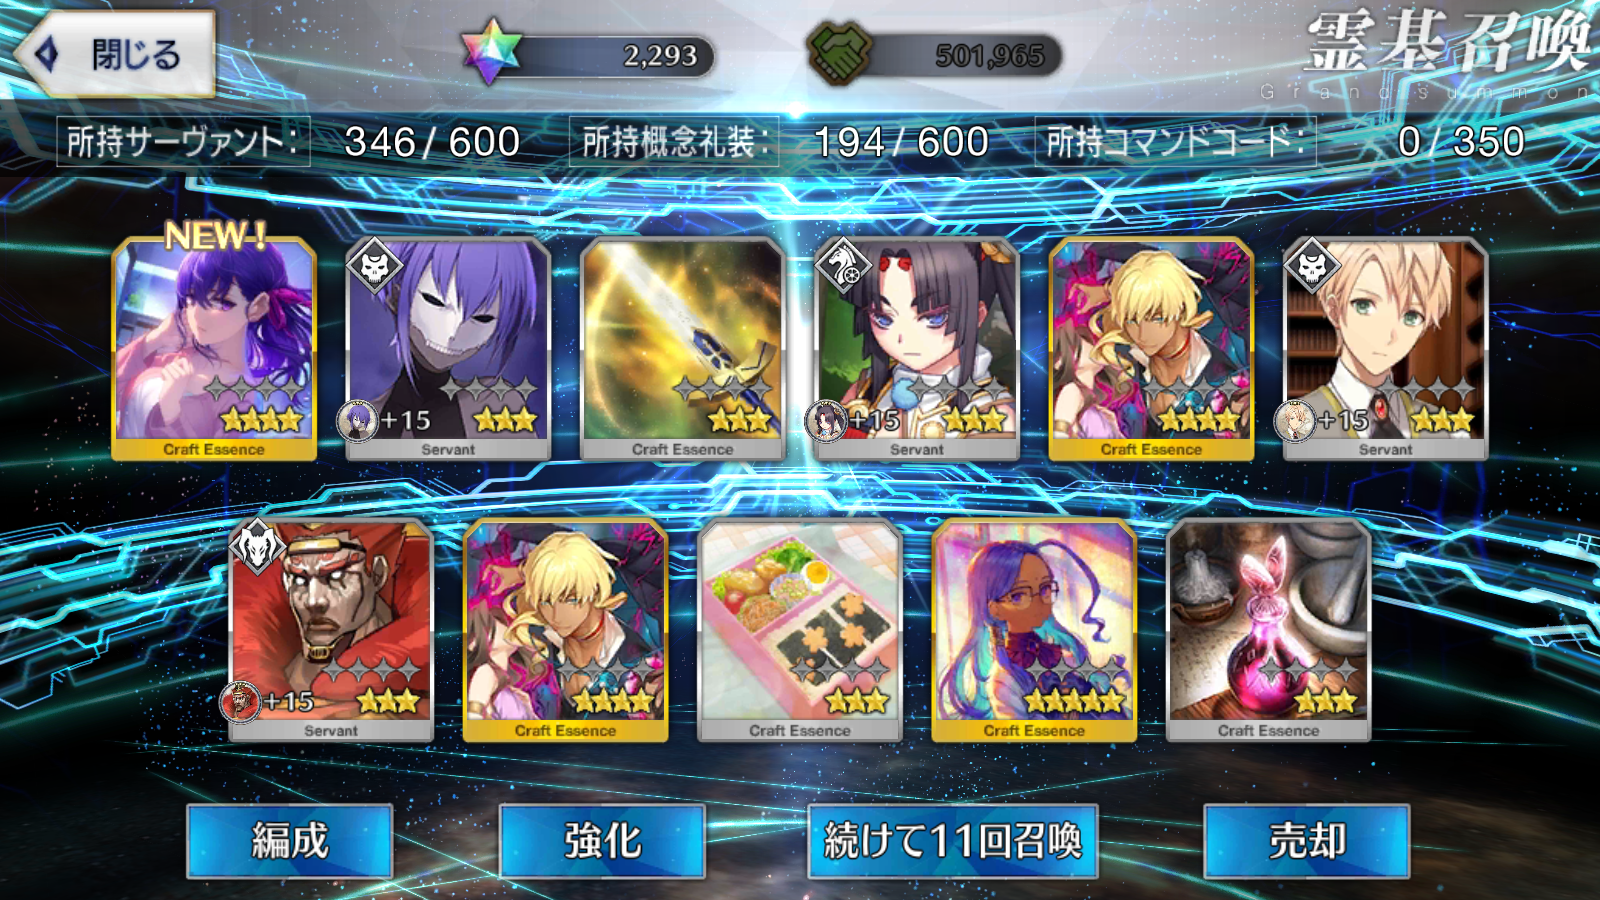 閉じる
2,293
501,965
霊基召喚
Grand summon
所持サーヴァント: 346 / 600
所持概念礼装: 194 / 600
所持コマンドコード: 0 / 350
NEW!
+15
+15
+15
Craft Essence
Servant
Craft Essence
Servant
Craft Essence
Servant
+15
Servant
Craft Essence
Craft Essence
Craft Essence
Craft Essence
編成
強化
続けて11回召喚
売却